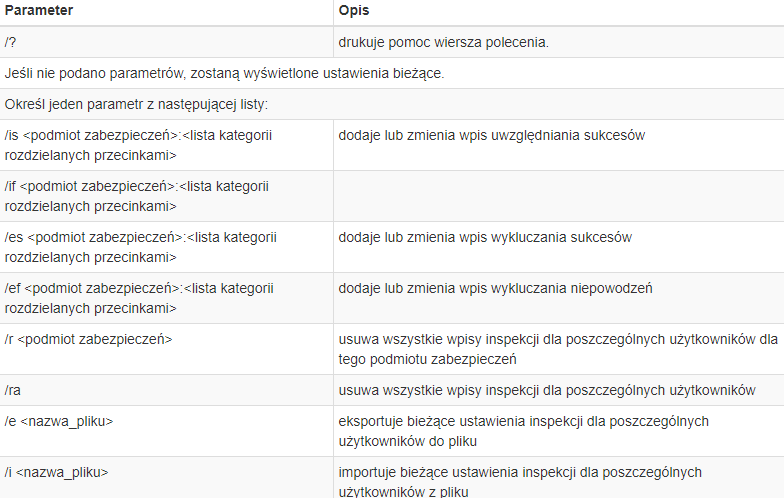 Parameter Opis
/? drukuje pomoc wiersza polecenia.
Jeśli nie podano parametrów, zostaną wyświetlone ustawienia bieżące.
Określ jeden parametr z następującej listy:
/is <podmiot zabezpieczeń>:<lista kategorii dodaje lub zmienia wpis uwzględniania sukcesów
rozdzielanych przecinkami>
/if <podmiot zabezpieczeń>:<lista kategorii
rozdzielanych przecinkami>
/es <podmiot zabezpieczeń>:<lista kategorii dodaje lub zmienia wpis wykluczania sukcesów
rozdzielanych przecinkami>
/ef <podmiot zabezpieczeń>:<lista kategorii dodaje lub zmienia wpis wykluczania niepowodzeń
rozdzielanych przecinkami>
/r <podmiot zabezpieczeń> usuwa wszystkie wpisy inspekcji dla poszczególnych użytkowników dla
tego podmiotu zabezpieczeń
/ra usuwa wszystkie wpisy inspekcji dla poszczególnych użytkowników
/e <nazwa_pliku> eksportuje bieżące ustawienia inspekcji dla poszczególnych
użytkowników do pliku
/i <nazwa_pliku> importuje bieżące ustawienia inspekcji dla poszczególnych
użytkowników z pliku